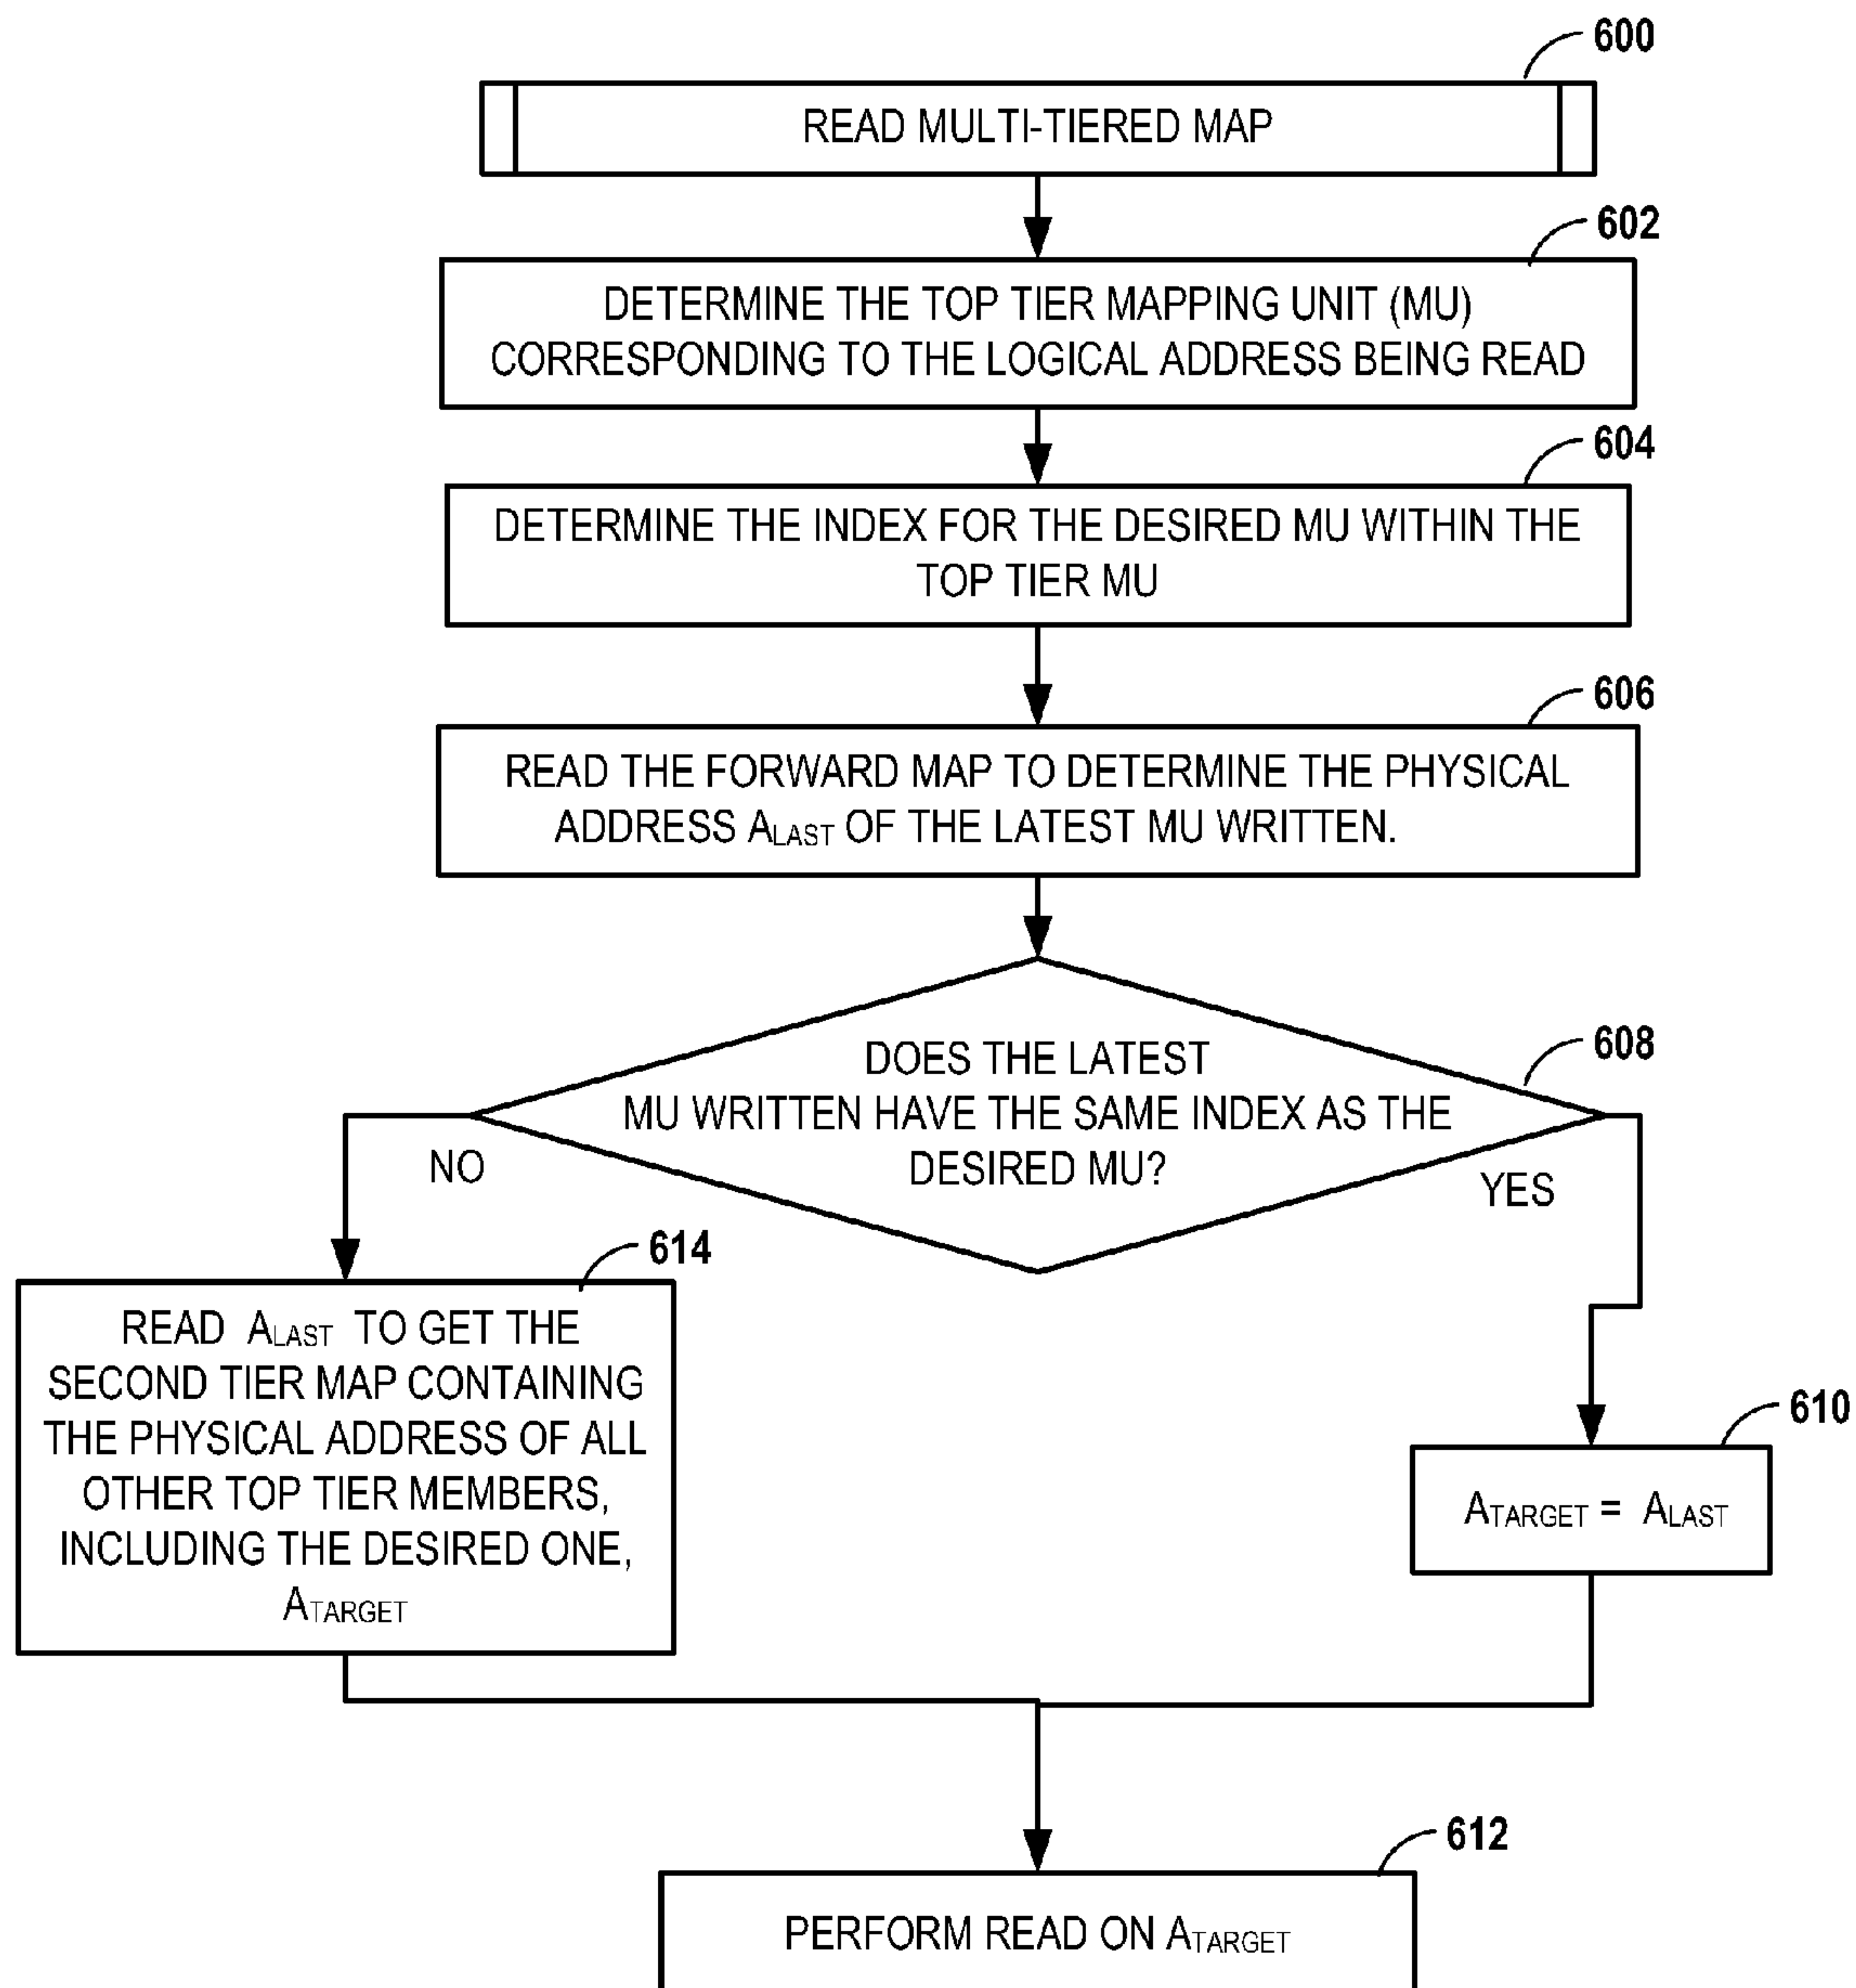 600
READ MULTI-TIERED MAP
602
DETERMINE THE TOP TIER MAPPING UNIT (MU)
CORRESPONDING TO THE LOGICAL ADDRESS BEING READ
604
DETERMINE THE INDEX FOR THE DESIRED MU WITHIN THE
TOP TIER MU
606
READ THE FORWARD MAP TO DETERMINE THE PHYSICAL
ADDRESS ALAST OF THE LATEST MU WRITTEN.
608
DOES THE LATEST
MU WRITTEN HAVE THE SAME INDEX AS THE
DESIRED MU?
NO
YES
614
READ ALAST TO GET THE
SECOND TIER MAP CONTAINING
THE PHYSICAL ADDRESS OF ALL
OTHER TOP TIER MEMBERS,
INCLUDING THE DESIRED ONE,
ATARGET
610
ATARGET = ALAST
612
PERFORM READ ON ATARGET